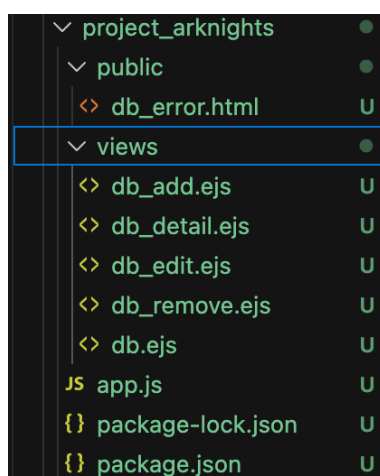 project_arknights
public
<> db_error.html U
views
<> db_add.ejs U
<> db_detail.ejs U
<> db_edit.ejs U
<> db_remove.ejs U
<> db.ejs U
JS app.js U
{} package-lock.json U
{} package.json U